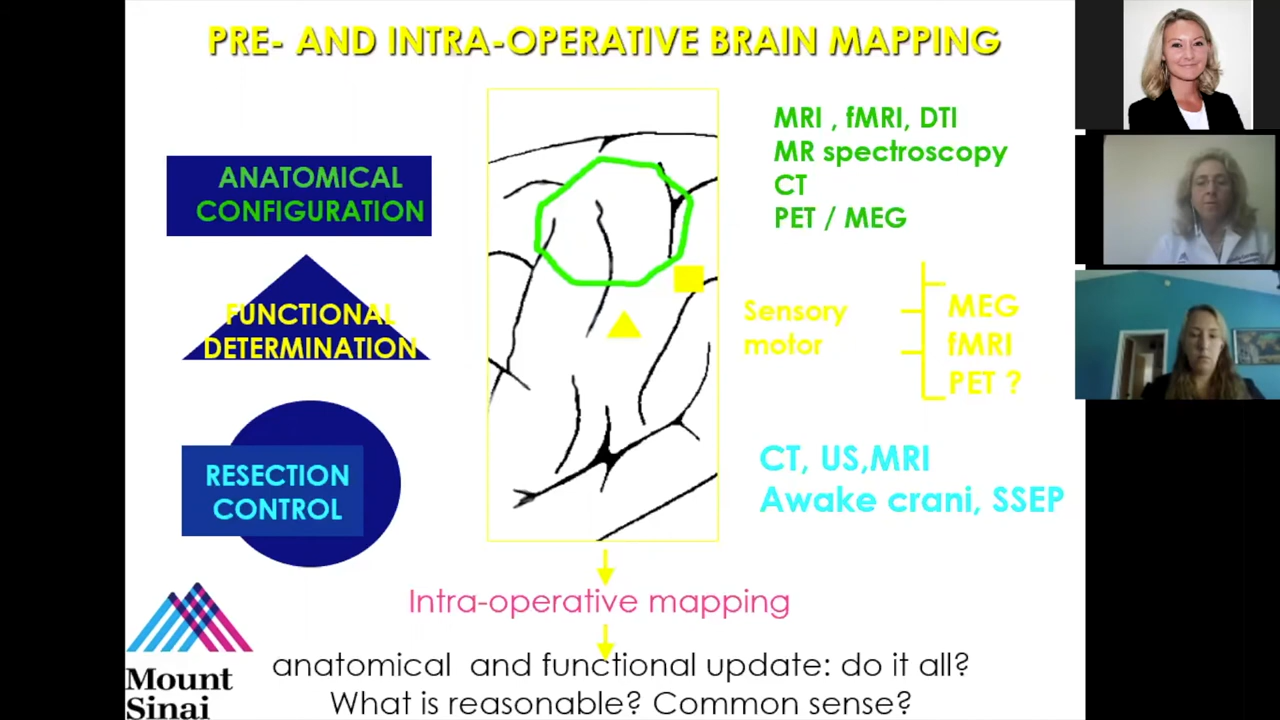 PRE- AND INTRA-OPERATIVE BRAIN MAPPING
ANATOMICAL
CONFIGURATION
MRI , fMRI, DTI
MR spectroscopy
CT
PET / MEG
FUNCTIONAL
DETERMINATION
Sensory
motor
MEG
fMRI
PET ?
RESECTION
CONTROL
CT, US,MRI
Awake crani, SSEP
Intra-operative mapping
anatomical and functional update: do it all?
What is reasonable? Common sense?
Mount
Sinai